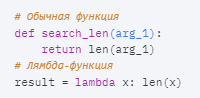 # Обычная функция
def search_len(arg_1):
    return len(arg_1)
# Лямбда-функция
result = lambda x: len(x)